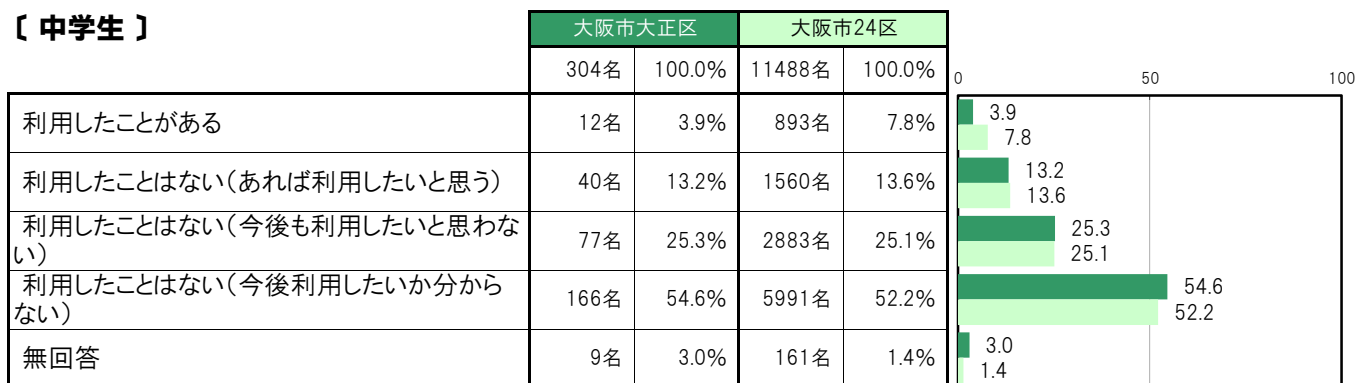 〔 中学生 〕
大阪市大正区 大阪市24区
304名 100.0% 11488名 100.0%
0 50 100
利用したことがある 12名 3.9% 893名 7.8%
3.9
7.8
利用したことはない（あれば利用したいと思う） 40名 13.2% 1560名 13.6%
13.2
13.6
利用したことはない（今後も利用したいと思わな
い） 77名 25.3% 2883名 25.1%
25.3
25.1
利用したことはない（今後利用したいか分から
ない） 166名 54.6% 5991名 52.2%
54.6
52.2
無回答 9名 3.0% 161名 1.4%
3.0
1.4